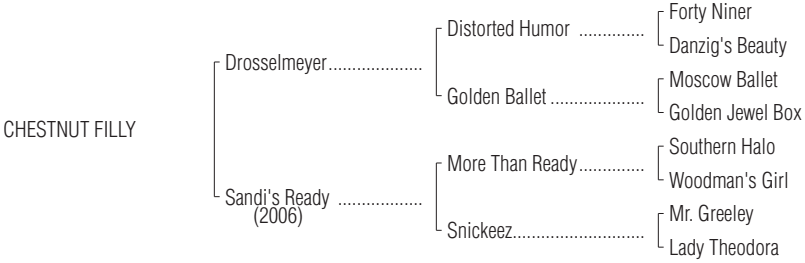 Forty Niner
Distorted Humor ..............
Danzig's Beauty
Drosselmeyer....................
Moscow Ballet
Golden Ballet ....................
Golden Jewel Box
CHESTNUT FILLY
Southern Halo
More Than Ready..............
Woodman's Girl
Sandi's Ready ..................
(2006)
Mr. Greeley
Snickeez............................
Lady Theodora